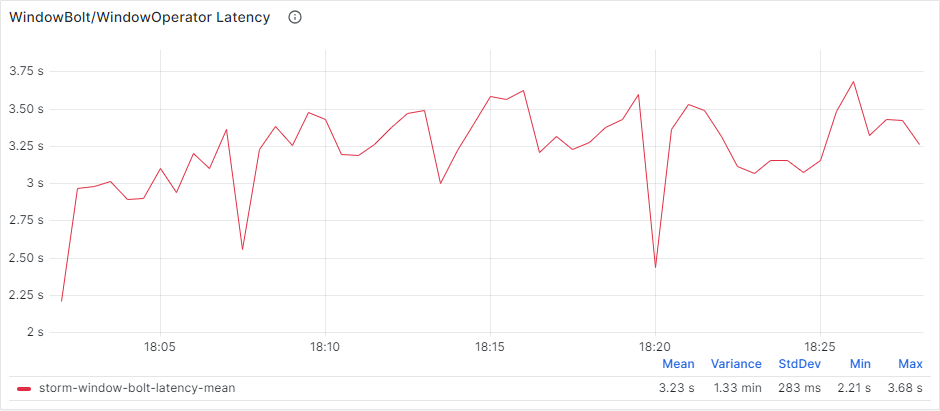 WindowBolt/WindowOperator Latency
3.75 s
3.50 s
3.25 s
3 s
2.75 s
2.50 s
2.25 s
2 s
18:05 18:10 18:15 18:20 18:25
Mean Variance StdDev Min Max
storm-window-bolt-latency-mean 3.23 s 1.33 min 283 ms 2.21 s 3.68 s